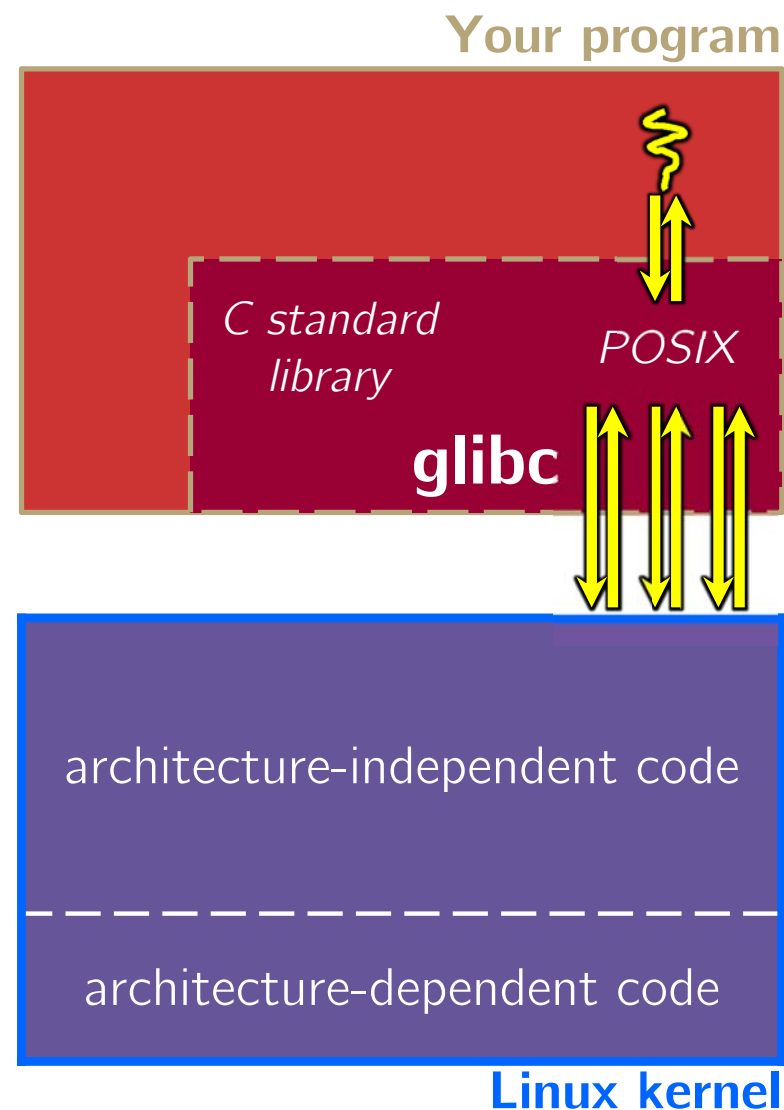 Your program
C standard
library
POSIX
glibc
architecture-independent code
architecture-dependent code
Linux kernel